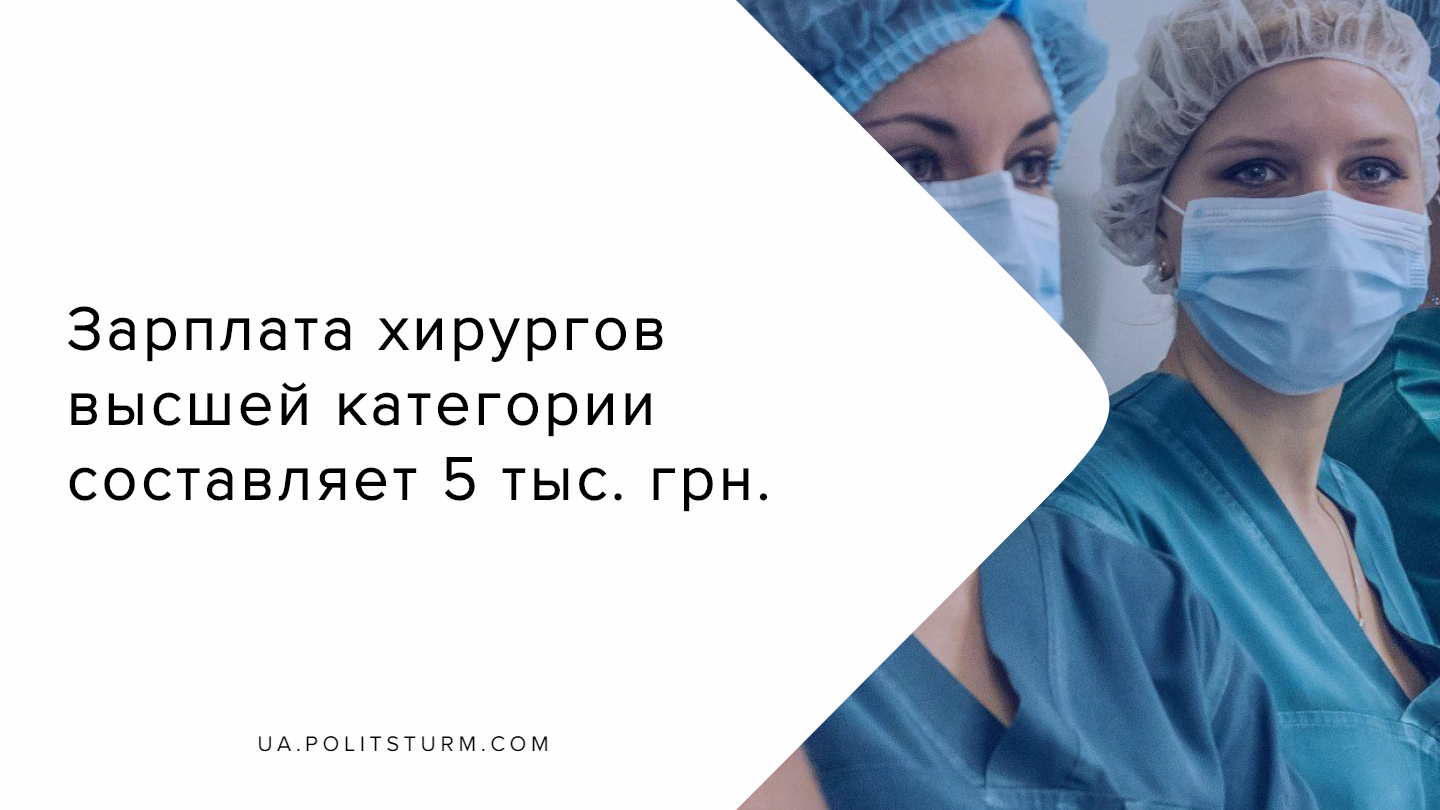 Зарплата хирургов
высшей категории
составляет 5 тыс. грн.
UA.POLITSTURM.COM